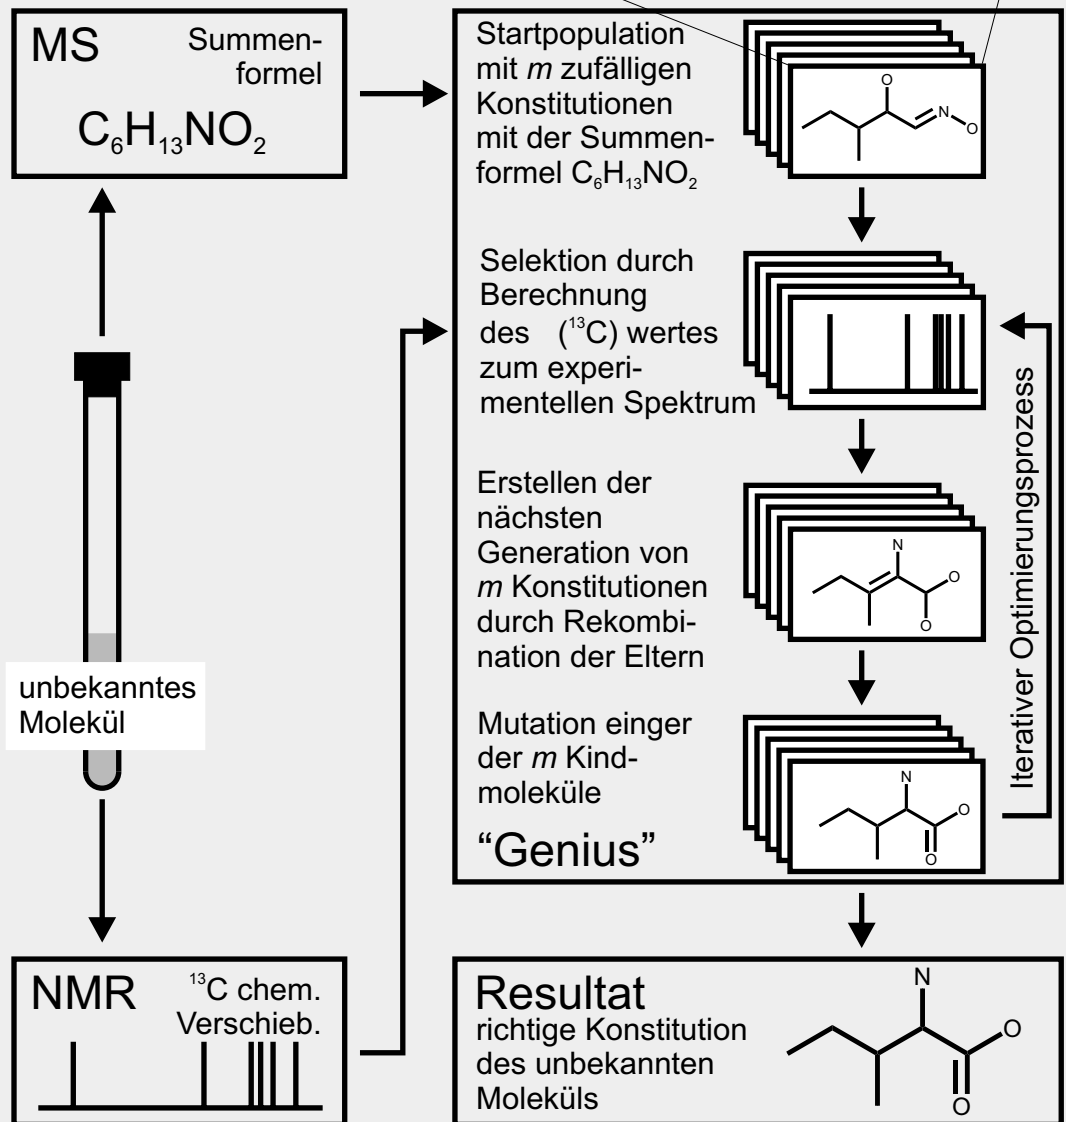 MS
Summen-
formel
C₆H₁₃NO₂
unbekanntes
Molekül
NMR
¹³C chem.
Verschieb.
Startpopulation
mit m zufälligen
Konstitutionen
mit der Summen-
formel C₆H₁₃NO₂
O
N
O
Selektion durch
Berechnung
des (¹³C) wertes
zum experi-
mentellen Spektrum
Erstellen der
nächsten
Generation von
m Konstitutionen
durch Rekombi-
nation der Eltern
N
O
O
Mutation einger
der m Kind-
moleküle
N
O
O
"Genius"
Iterativer Optimierungsprozess
Resultat
richtige Konstitution
des unbekannten
Moleküls
N
O
O